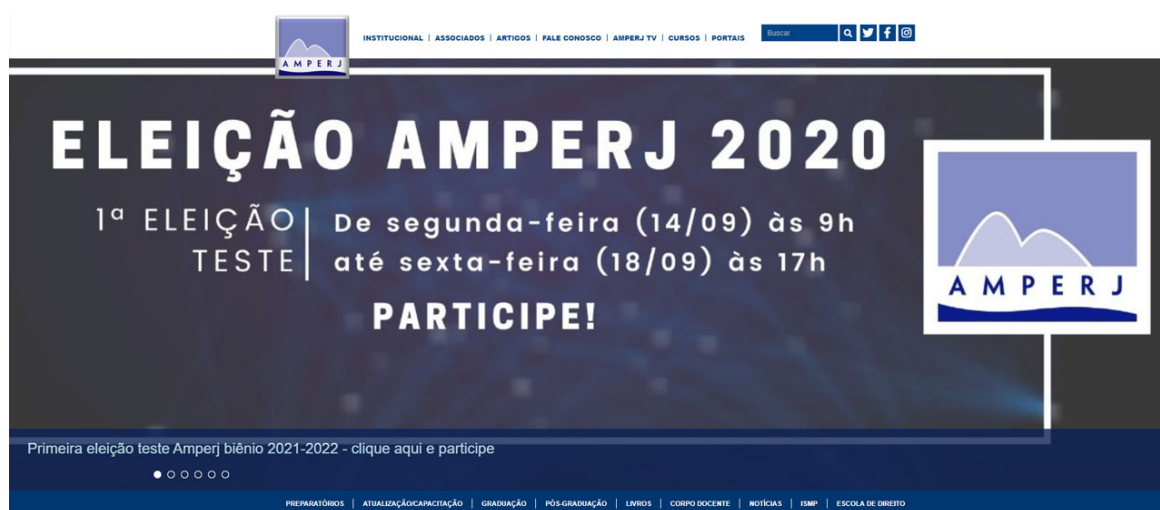 AMPERJ
INSTITUCIONAL | ASSOCIADOS | ARTIGOS | FALE CONOSCO | AMPERJ TV | CURSOS | PORTAIS
Buscar
ELEIÇÃO AMPERJ 2020
1ª ELEIÇÃO TESTE
De segunda-feira (14/09) às 9h
até sexta-feira (18/09) às 17h
PARTICIPE!
AMPERJ
Primeira eleição teste Amperj biênio 2021-2022 - clique aqui e participe
PREPARATÓRIOS | ATUALIZAÇÃO/CAPACITAÇÃO | GRADUAÇÃO | PÓS-GRADUAÇÃO | LIVROS | CORPO DOCENTE | NOTÍCIAS | ISMP | ESCOLA DE DIREITO